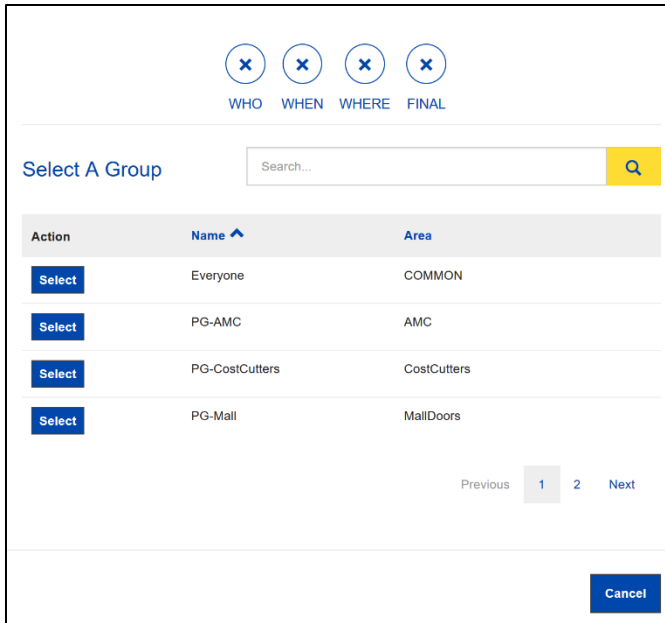 WHO WHEN WHERE FINAL
Select A Group Search...
Action Name Area
Select Everyone COMMON
Select PG-AMC AMC
Select PG-CostCutters CostCutters
Select PG-Mall MallDoors
Previous 1 2 Next
Cancel